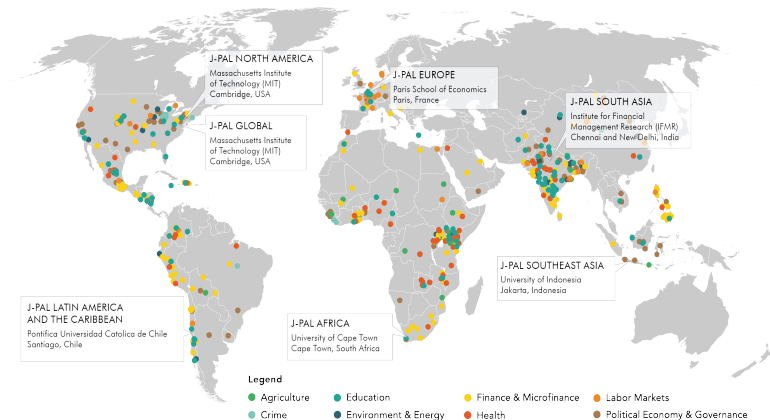 J-PAL NORTH AMERICA
Massachusetts Institute
of Technology (MIT)
Cambridge, USA
J-PAL EUROPE
Paris School of Economics
Paris, France
J-PAL SOUTH ASIA
Institute for Financial
Management Research (IFMR)
Chennai and New Delhi, India
J-PAL GLOBAL
Massachusetts Institute
of Technology (MIT)
Cambridge, USA
J-PAL SOUTHEAST ASIA
University of Indonesia
Jakarta, Indonesia
J-PAL LATIN AMERICA
AND THE CARIBBEAN
Pontifica Universidad Catolica de Chile
Santiago, Chile
J-PAL AFRICA
University of Cape Town
Cape Town, South Africa
Legend
Agriculture
Education
Finance & Microfinance
Labor Markets
Crime
Environment & Energy
Health
Political Economy & Governance